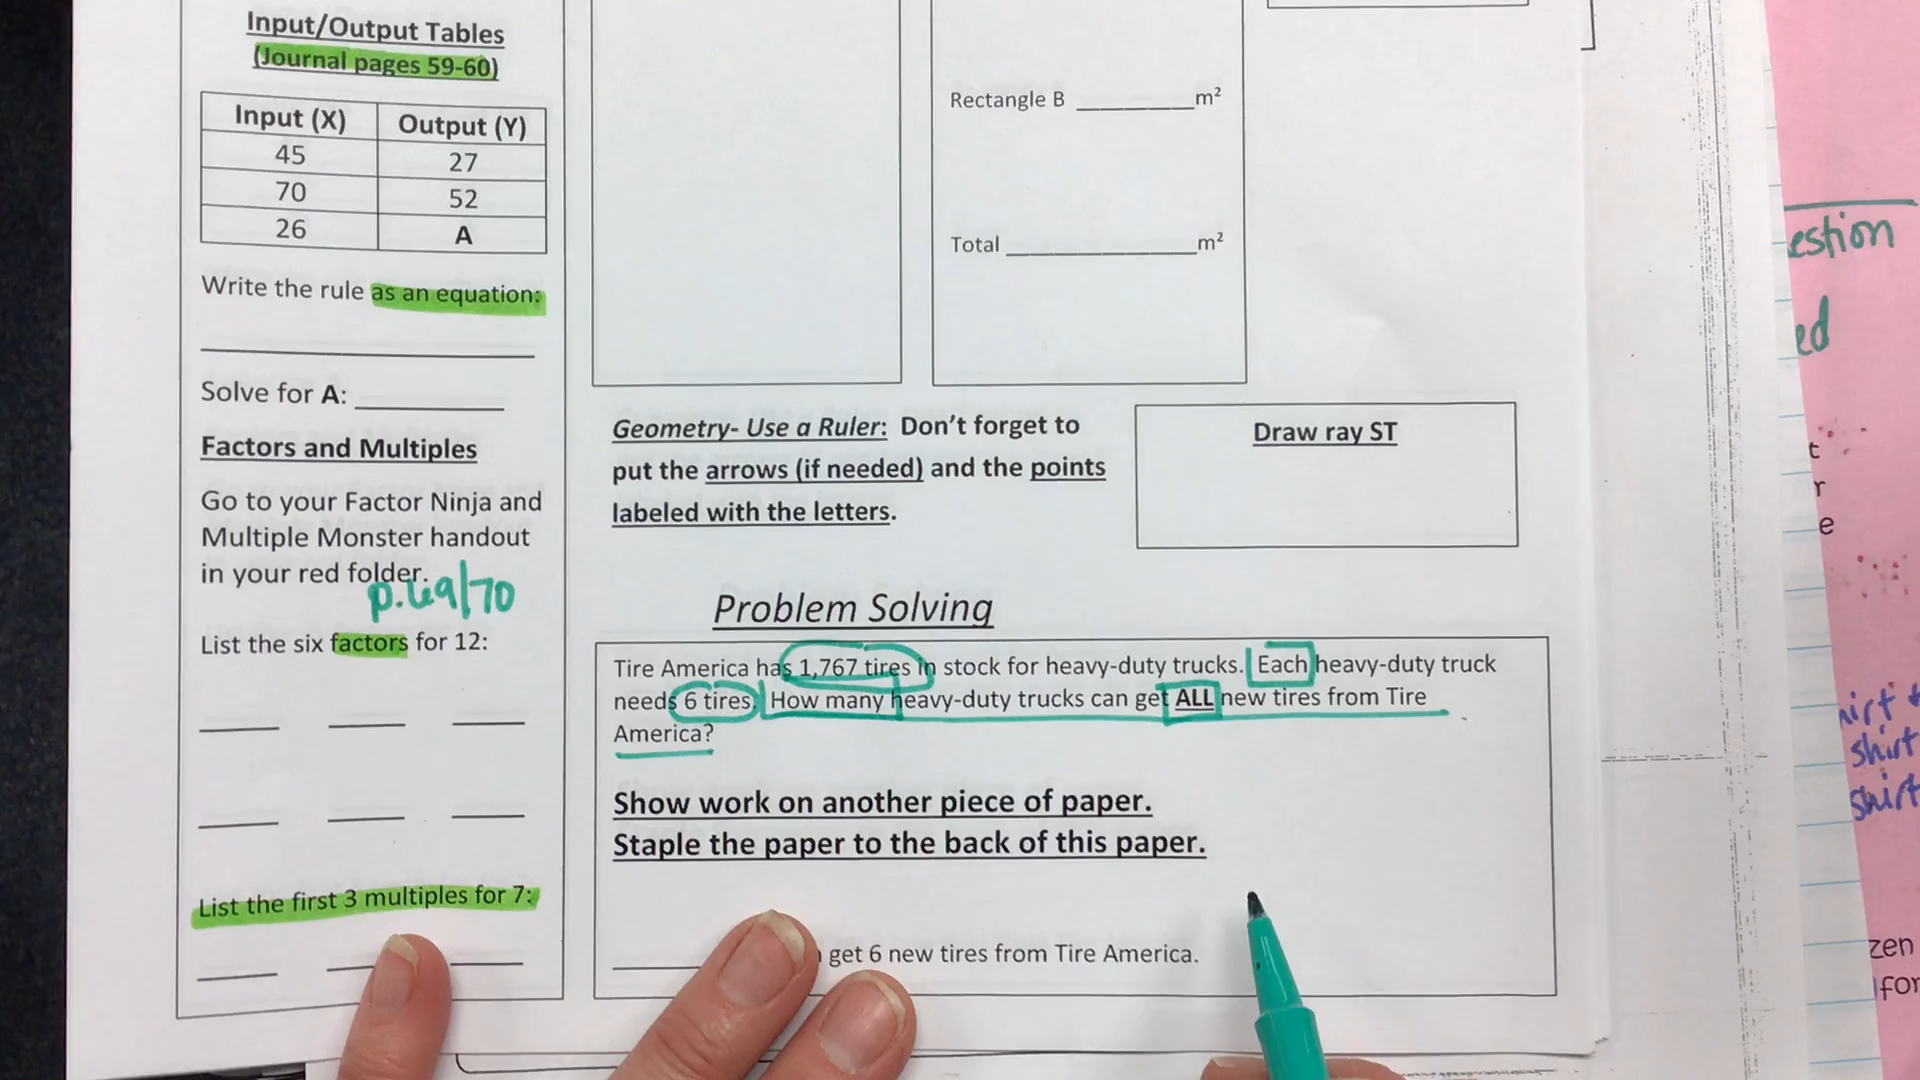 Input/Output Tables
(Journal pages 59-60)
Input (X) Output (Y)
45 27
70 52
26 A
Write the rule as an equation:
Solve for A:
Factors and Multiples
Go to your Factor Ninja and
Multiple Monster handout
in your red folder.
p.69/70
List the six factors for 12:
List the first 3 multiples for 7:
Rectangle B m²
Total m²
Geometry- Use a Ruler: Don't forget to
put the arrows (if needed) and the points
labeled with the letters.
Draw ray ST
Problem Solving
Tire America has 1,767 tires in stock for heavy-duty trucks. Each heavy-duty truck
needs 6 tires. How many heavy-duty trucks can get ALL new tires from Tire
America?
Show work on another piece of paper.
Staple the paper to the back of this paper.
get 6 new tires from Tire America.
estion
ed
t
r
e
shirt
shirt
zen
for